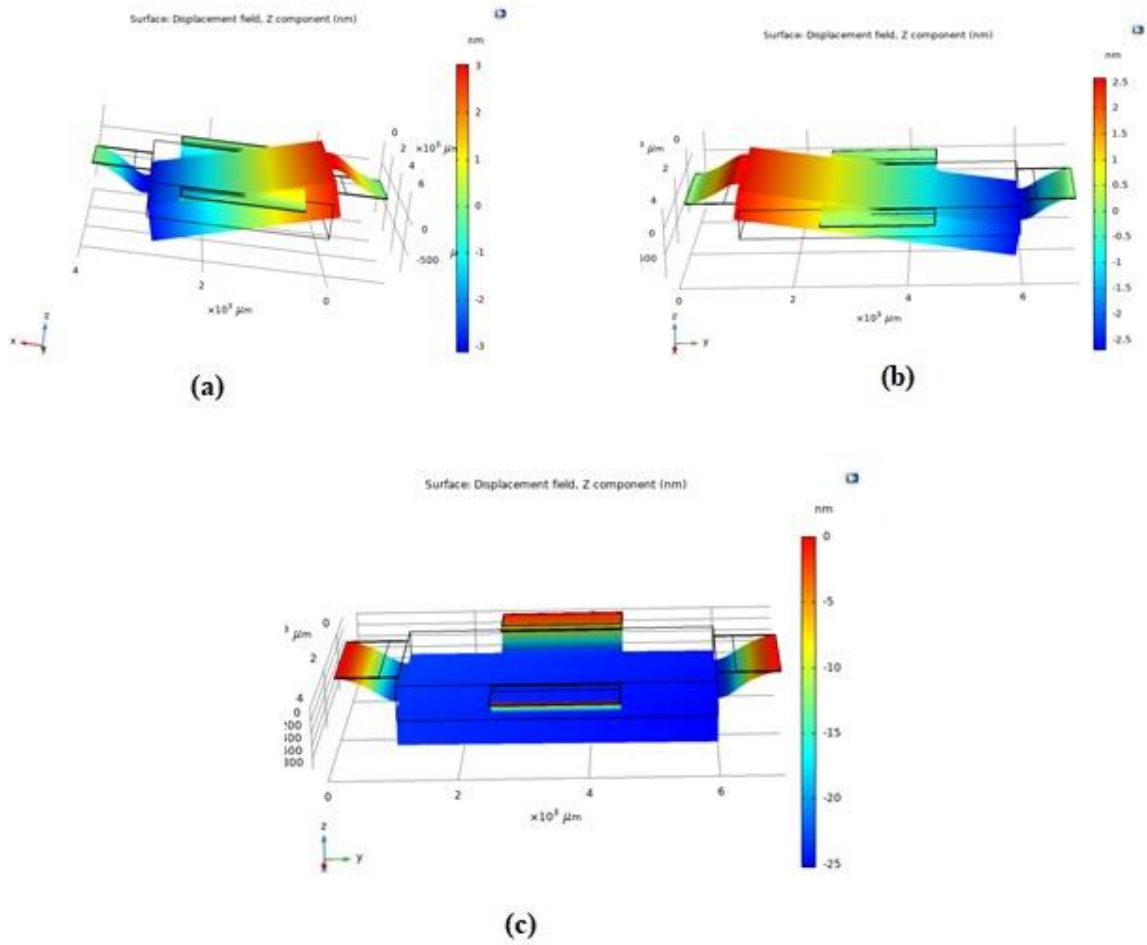 Surface: Displacement field, Z component (nm)
nm
3
2
1
0
-1
-2
-3
0
2 ×10³ µm
4
6
0
-500
4
2
0
×10³ µm
z
x
(a)
Surface: Displacement field, Z component (nm)
nm
2.5
2
1.5
1
0.5
0
-0.5
-1
-1.5
-2
-2.5
0
µm
2
4
0
0
2
4
6
×10³ µm
z
y
(b)
Surface: Displacement field, Z component (nm)
nm
0
-5
-10
-15
-20
-25
0
µm
2
4
0
0
2
4
6
×10³ µm
z
y
(c)